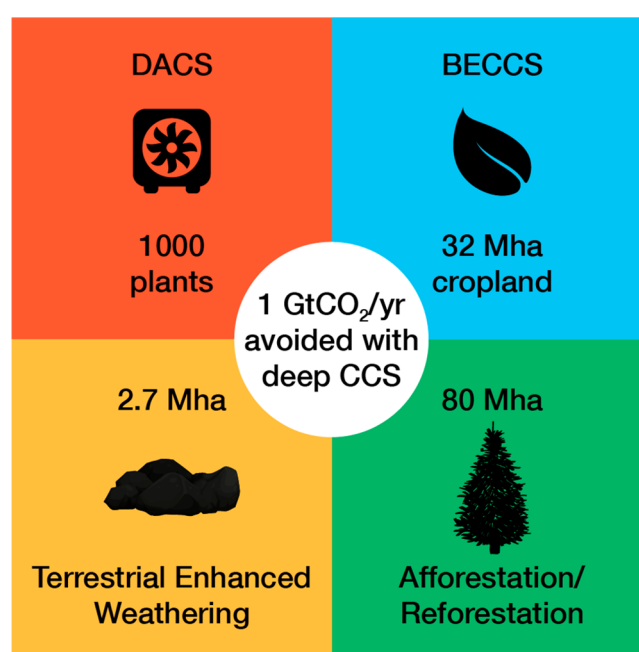 DACS
1000
plants
BECCS
32 Mha
cropland
1 GtCO₂/yr
avoided with
deep CCS
2.7 Mha
Terrestrial Enhanced
Weathering
80 Mha
Afforestation/
Reforestation